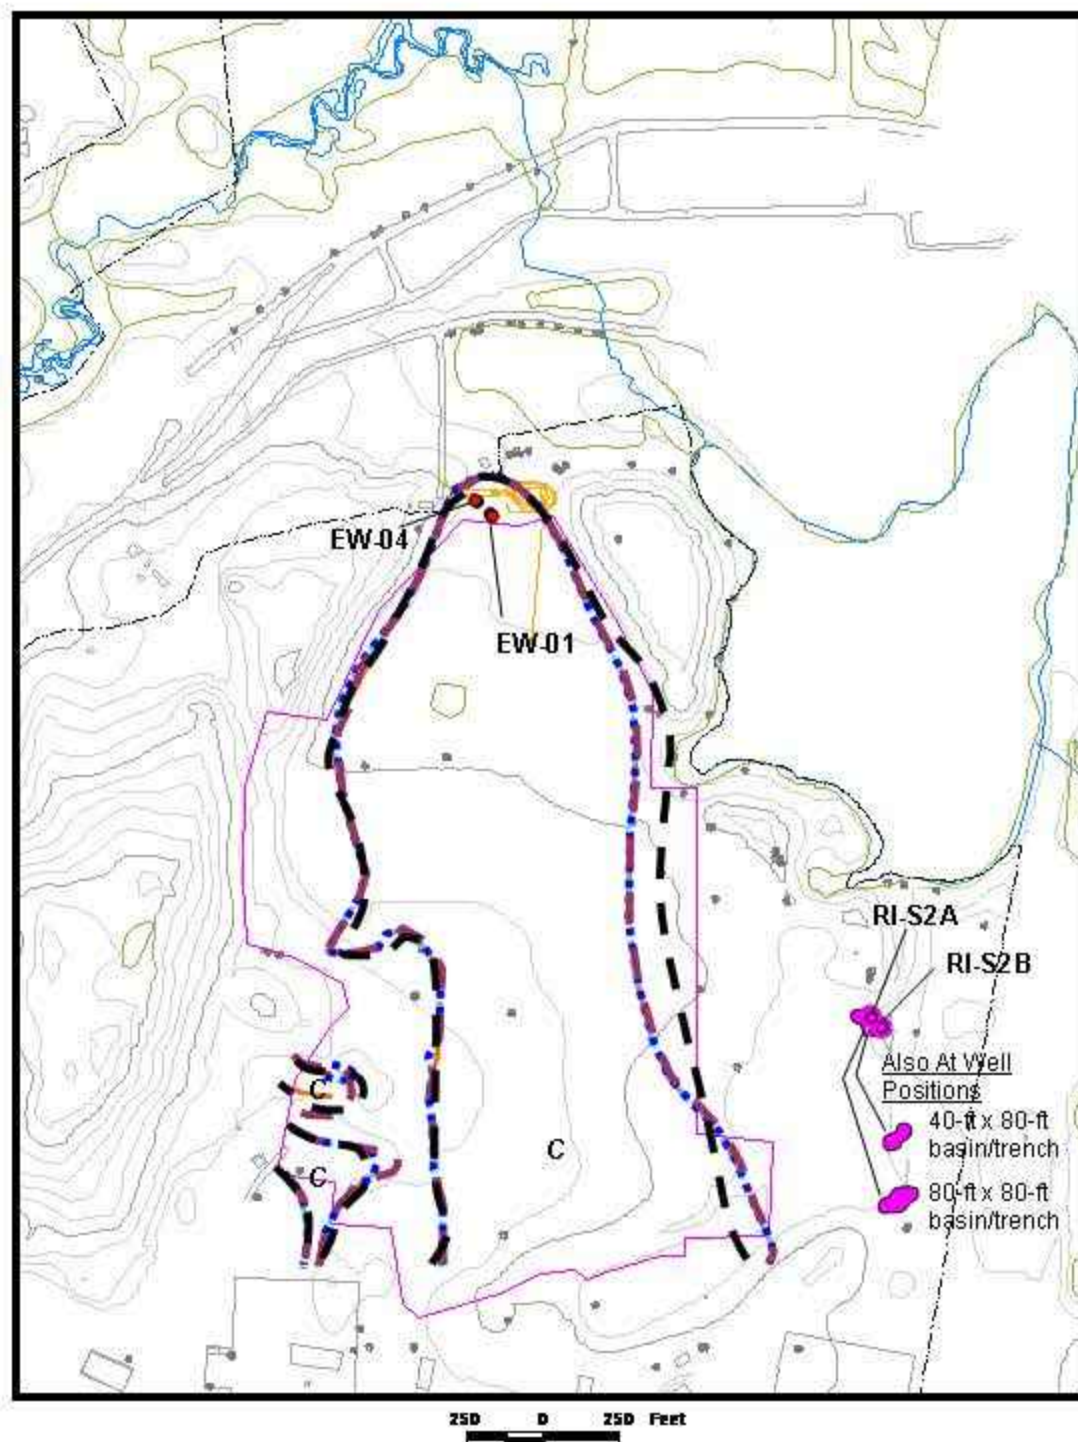 EW-04
EW-01
RI-S2A
RI-S2B
Also At Well
Positions
40-ft x 80-ft
basin/trench
80-ft x 80-ft
basin/trench
C
C
C
250 0 250 Feet